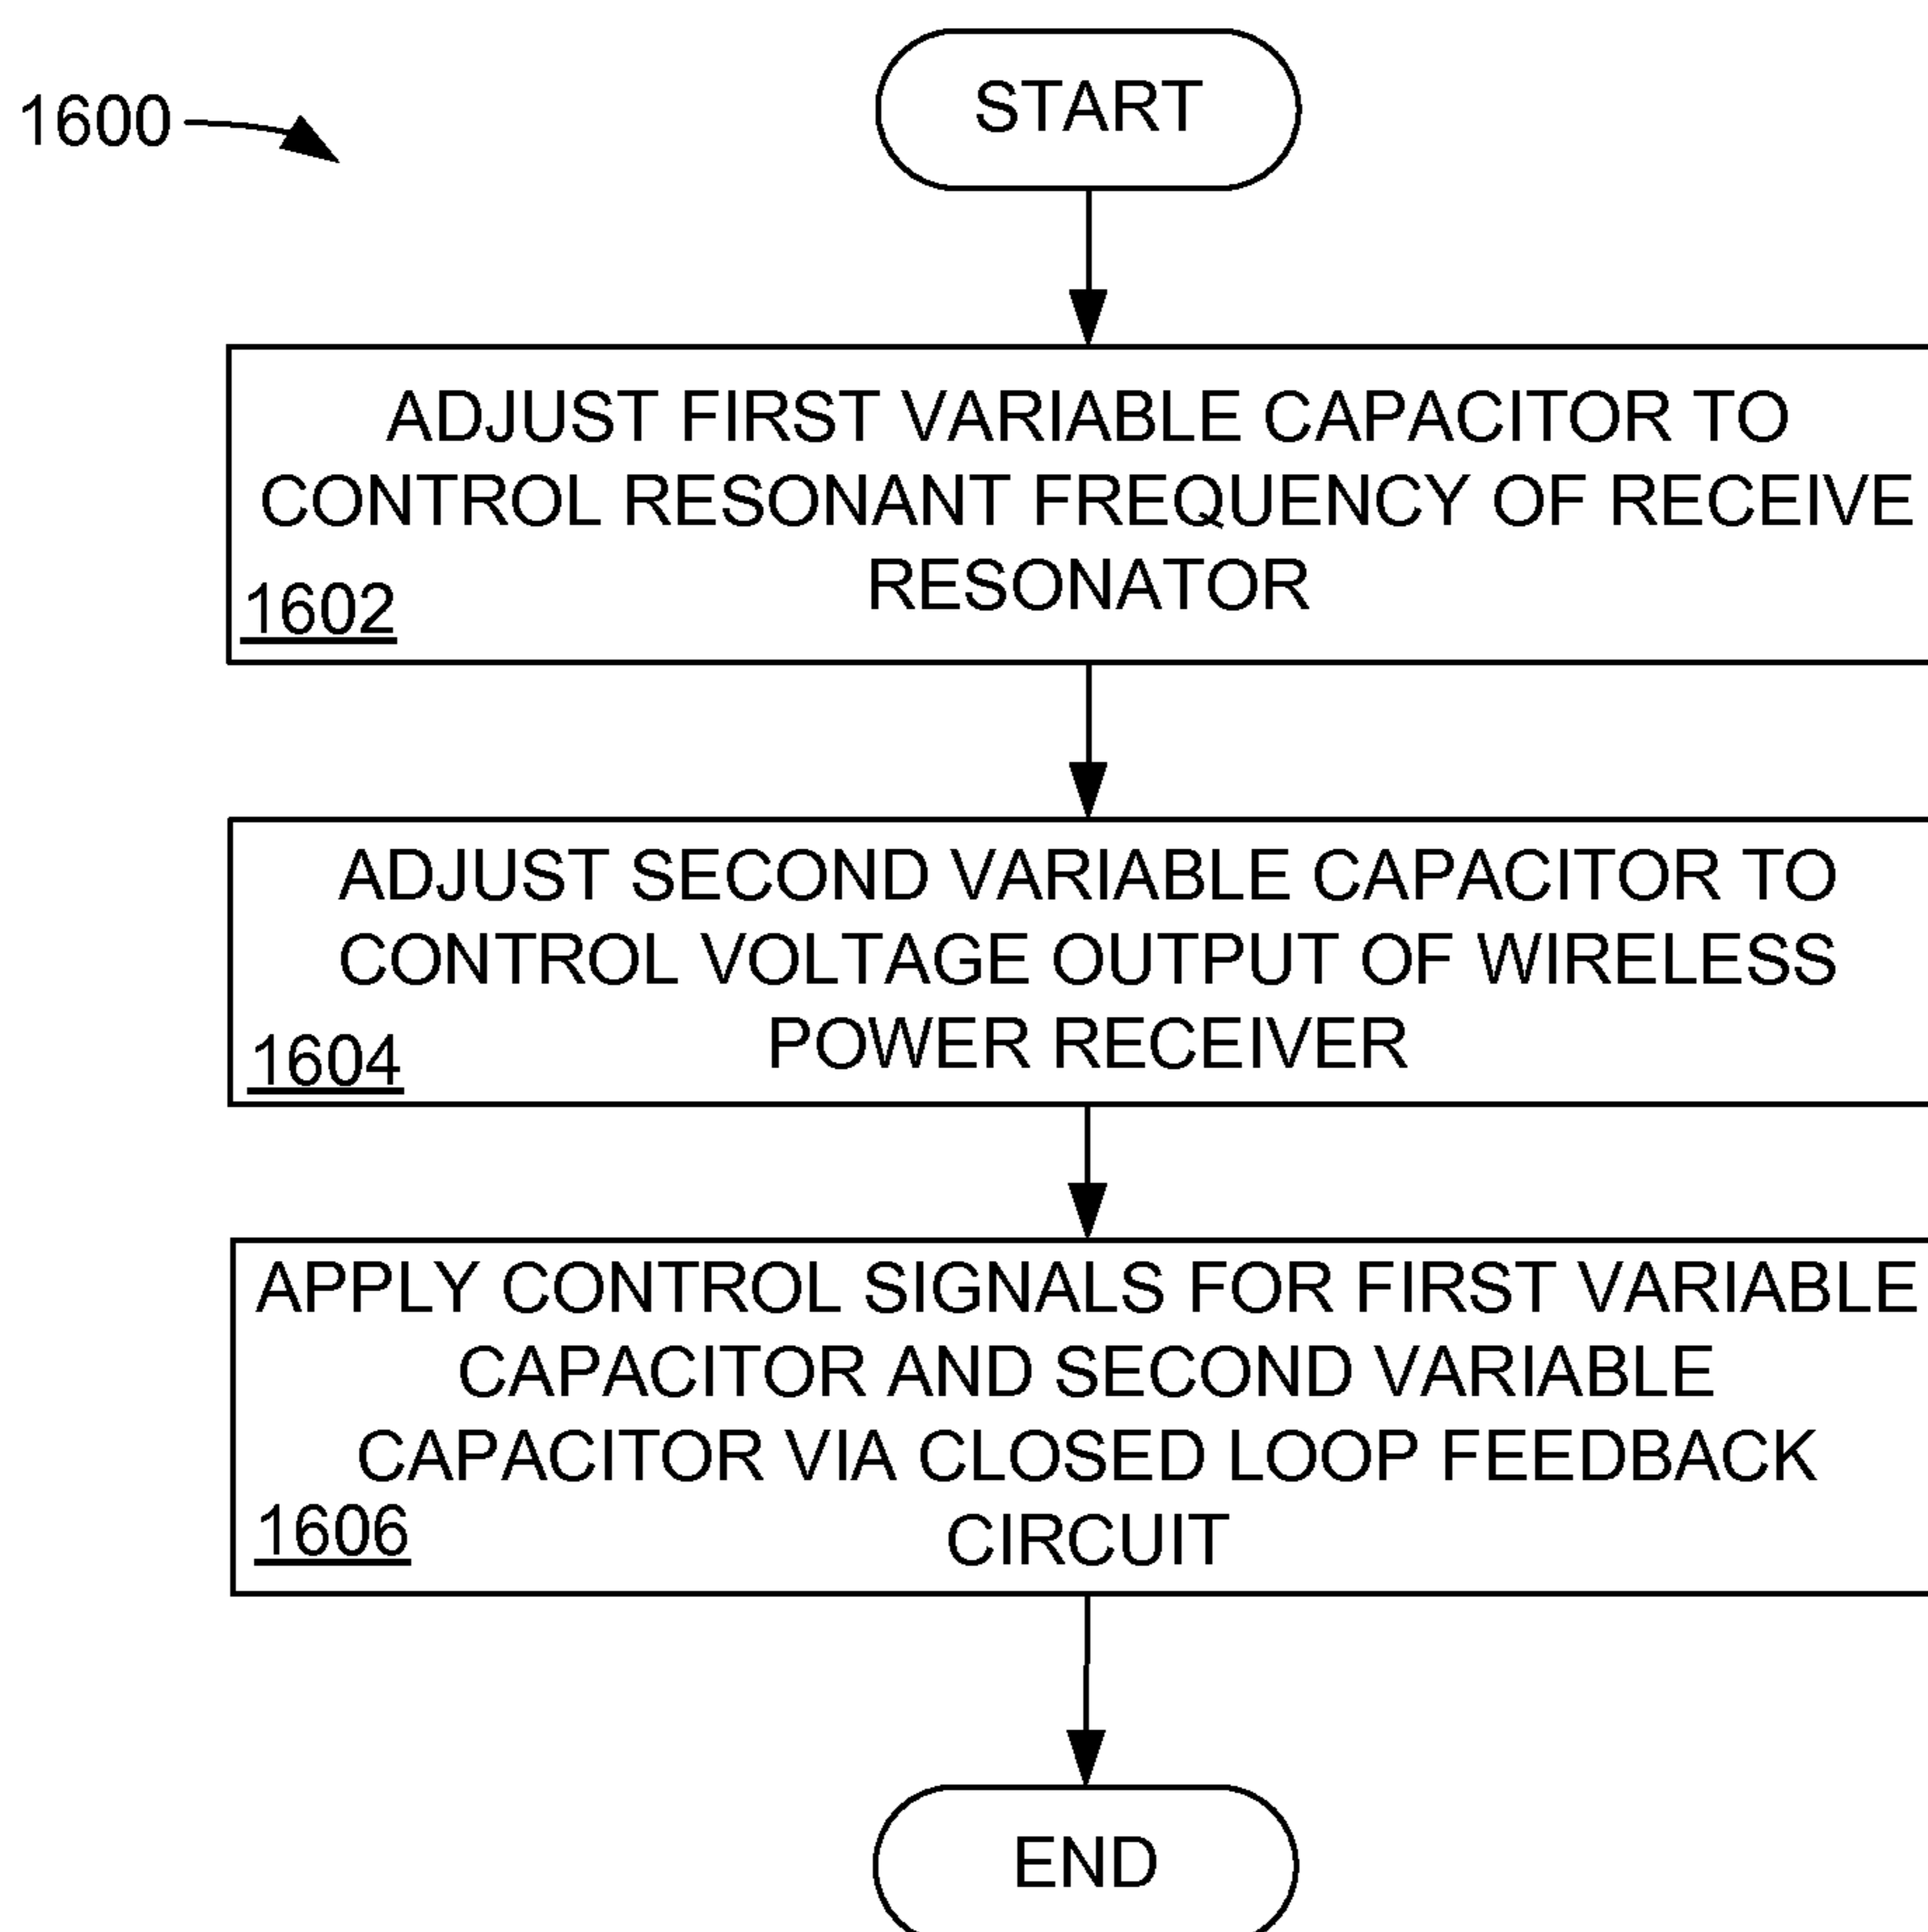 1600
START
ADJUST FIRST VARIABLE CAPACITOR TO
CONTROL RESONANT FREQUENCY OF RECEIVE
RESONATOR
1602
ADJUST SECOND VARIABLE CAPACITOR TO
CONTROL VOLTAGE OUTPUT OF WIRELESS
POWER RECEIVER
1604
APPLY CONTROL SIGNALS FOR FIRST VARIABLE
CAPACITOR AND SECOND VARIABLE
CAPACITOR VIA CLOSED LOOP FEEDBACK
CIRCUIT
1606
END